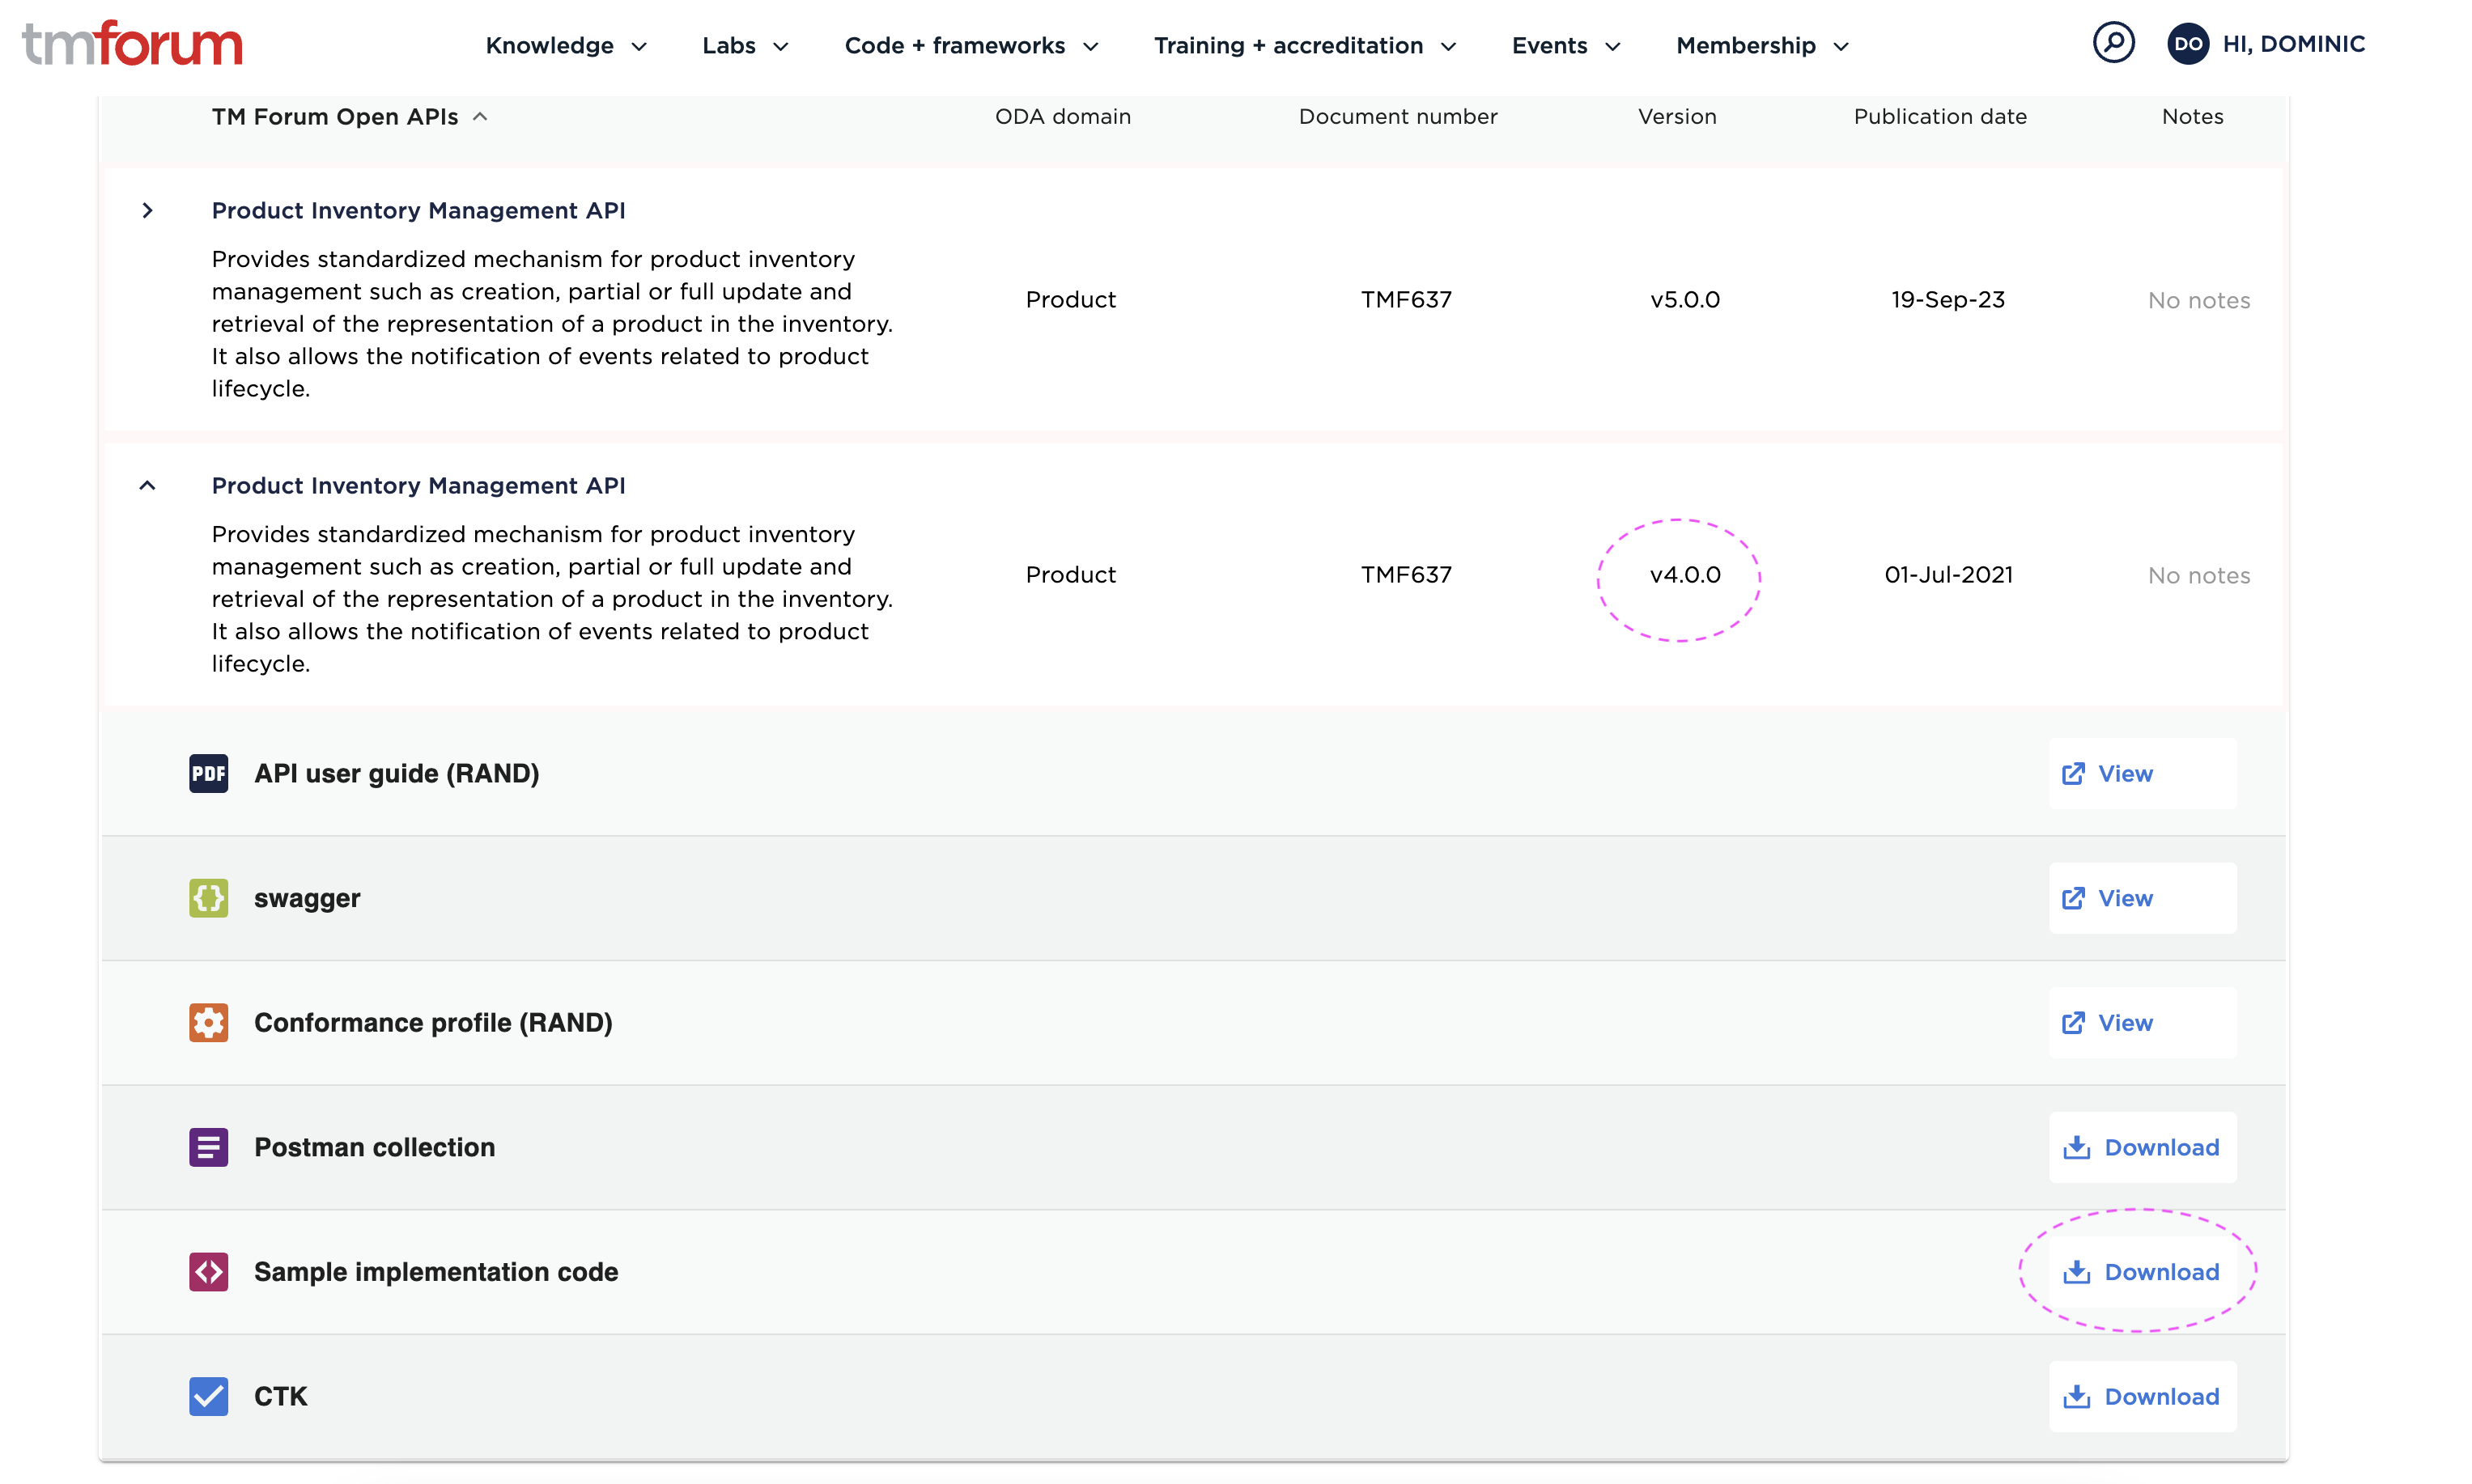 tmforum
Knowledge
Labs
Code + frameworks
Training + accreditation
Events
Membership
DO
HI, DOMINIC
TM Forum Open APIs
ODA domain
Document number
Version
Publication date
Notes
Product Inventory Management API
Provides standardized mechanism for product inventory
management such as creation, partial or full update and
retrieval of the representation of a product in the inventory.
It also allows the notification of events related to product
lifecycle.
Product
TMF637
v5.0.0
19-Sep-23
No notes
Product Inventory Management API
Provides standardized mechanism for product inventory
management such as creation, partial or full update and
retrieval of the representation of a product in the inventory.
It also allows the notification of events related to product
lifecycle.
Product
TMF637
v4.0.0
01-Jul-2021
No notes
PDF
API user guide (RAND)
View
swagger
View
Conformance profile (RAND)
View
Postman collection
Download
Sample implementation code
Download
CTK
Download